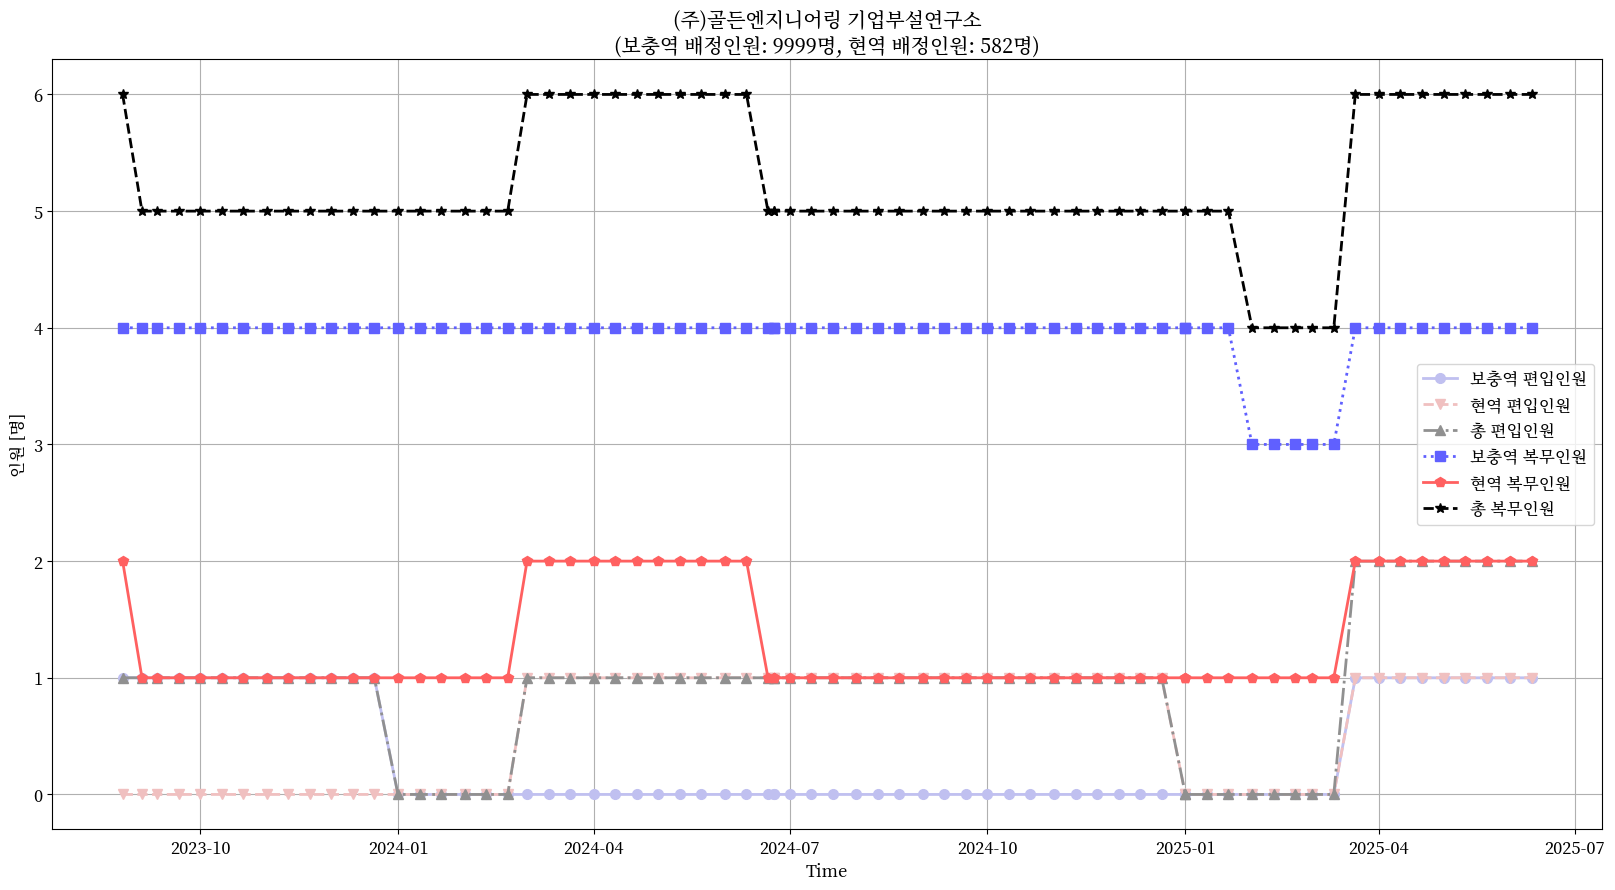 (주)골든엔지니어링 기업부설연구소
(보충역 배정인원: 9999명, 현역 배정인원: 582명)
6
5
4
3
2
1
0
인원 [명]
보충역 편입인원
현역 편입인원
총 편입인원
보충역 복무인원
현역 복무인원
총 복무인원
2023-10 2024-01 2024-04 2024-07 2024-10 2025-01 2025-04 2025-07
Time